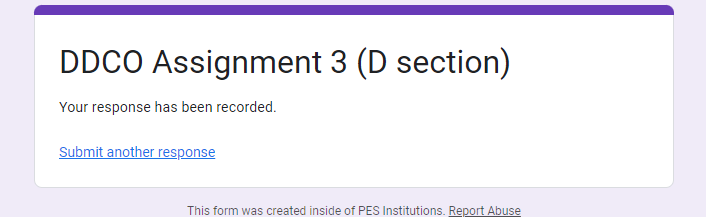 DDCO Assignment 3 (D section)
Your response has been recorded.
Submit another response
This form was created inside of PES Institutions. Report Abuse